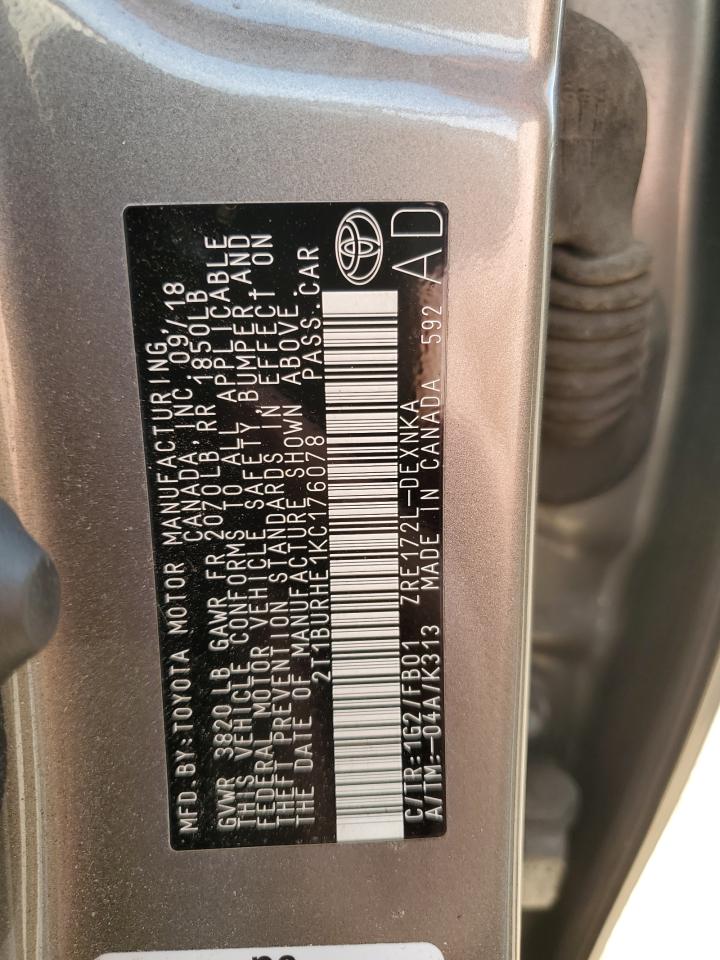 MFD.BY:TOYOTA MOTOR MANUFACTURING
CANADA, INC. 09/18
GVWR 3820 LB GAWR FR 2070LB RR 1850LB
THIS VEHICLE CONFORMS TO ALL APPLICABLE
FEDERAL MOTOR VEHICLE SAFETY, BUMPER, AND
THEFT PREVENTION STANDARDS IN EFFECT ON
THE DATE OF MANUFACTURE SHOWN ABOVE.
2T1BURHE1KC176078 PASS.CAR
C/TR:1G2/FB01 ZRE172L-DEXNKA
A/TM:-04A/K313 MADE IN CANADA 592 AD